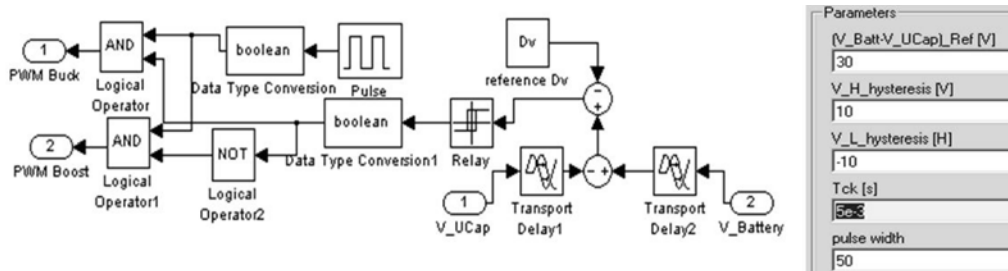 AND
boolean
Dv
1
PWM Buck
Logical
Operator
Data Type Conversion
Pulse
reference Dv
-
+
AND
boolean
2
PWM Boost
NOT
Data Type Conversion1
Relay
Logical
Operator1
Logical
Operator2
- +
1
V_UCap
Transport
Delay1
Transport
Delay2
2
V_Battery
Parameters
(V_Batt-V_UCap)_Ref [V]
30
V_H_hysteresis [V]
10
V_L_hysteresis [H]
-10
Tck [s]
5e-3
pulse width
50